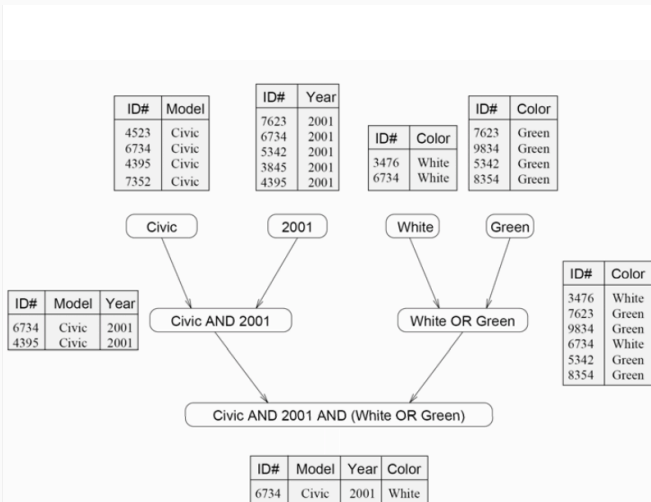 ID# Model
4523 Civic
6734 Civic
4395 Civic
7352 Civic
ID# Year
7623 2001
6734 2001
5342 2001
3845 2001
4395 2001
ID# Color
3476 White
6734 White
ID# Color
7623 Green
9834 Green
5342 Green
8354 Green
Civic
2001
White
Green
ID# Model Year
6734 Civic 2001
4395 Civic 2001
Civic AND 2001
White OR Green
ID# Color
3476 White
7623 Green
9834 Green
6734 White
5342 Green
8354 Green
Civic AND 2001 AND (White OR Green)
ID# Model Year Color
6734 Civic 2001 White